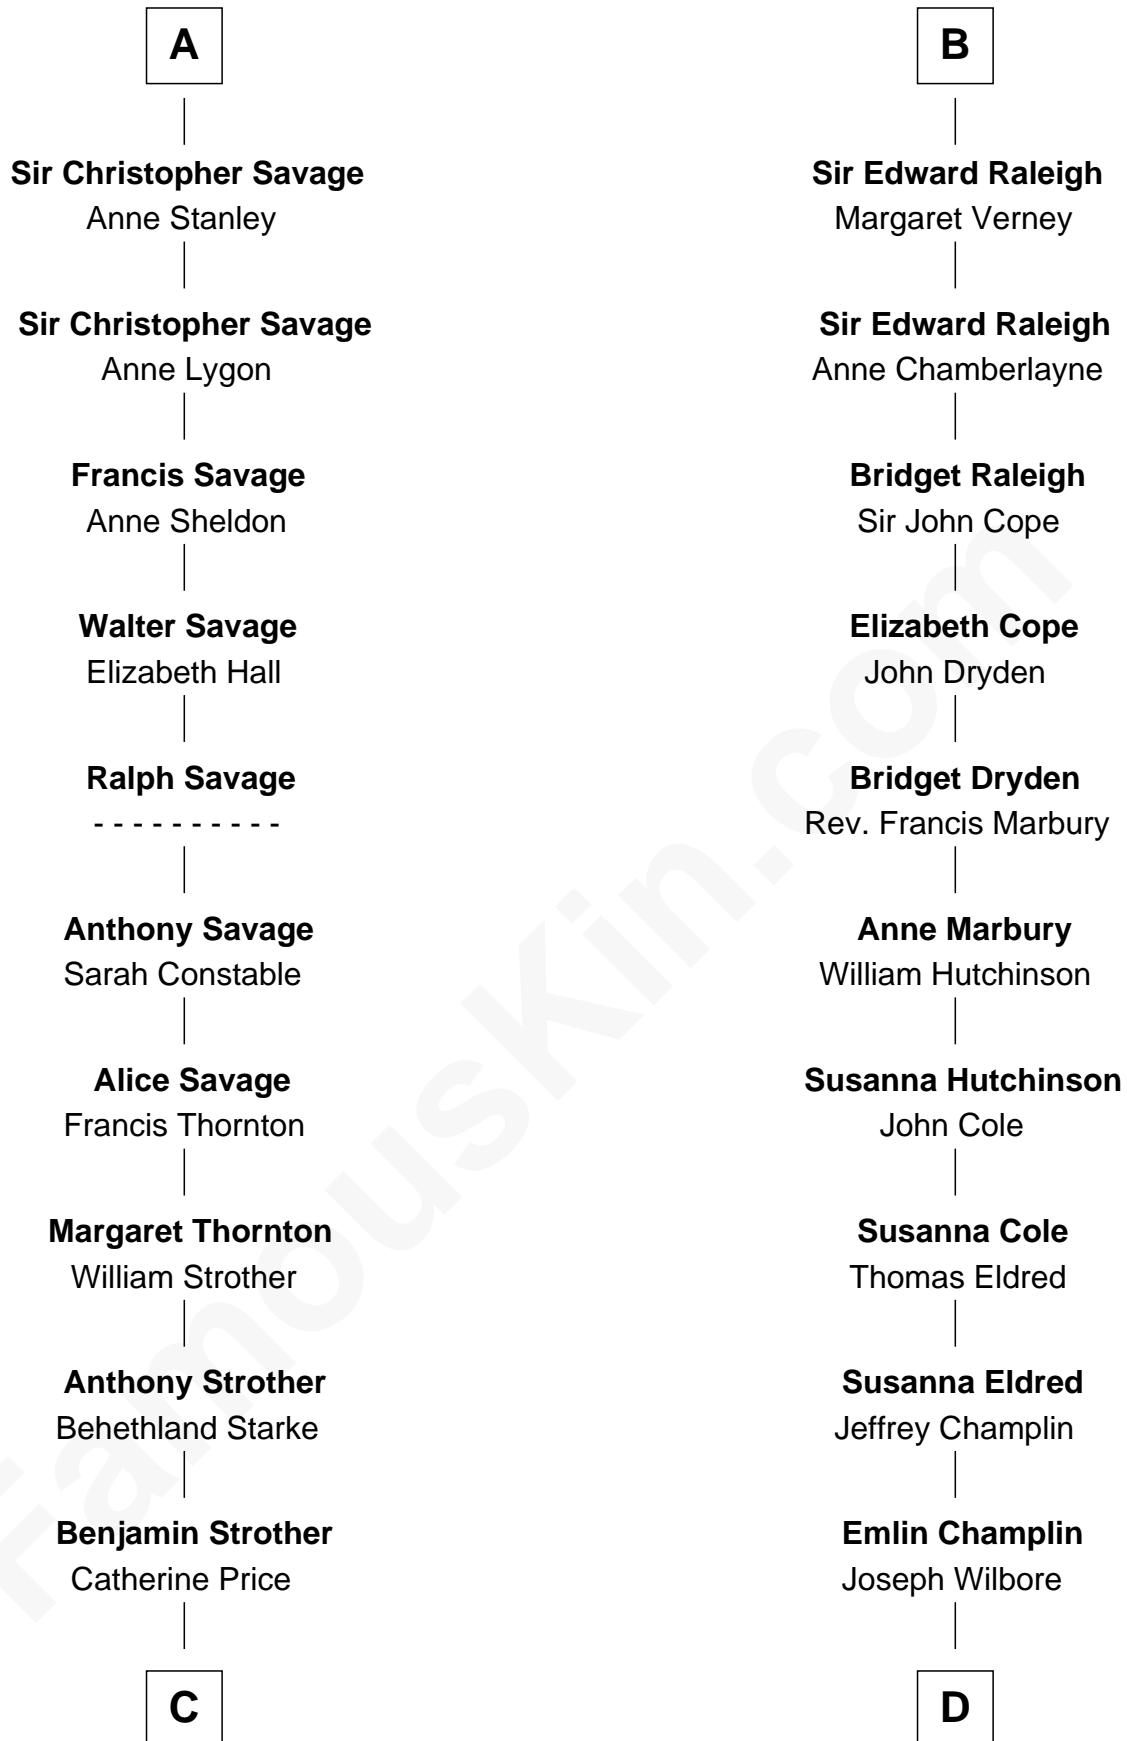 A
Sir Christopher Savage
Anne Stanley
Sir Christopher Savage
Anne Lygon
Francis Savage
Anne Sheldon
Walter Savage
Elizabeth Hall
Ralph Savage
- - - - - - - - - -
Anthony Savage
Sarah Constable
Alice Savage
Francis Thornton
Margaret Thornton
William Strother
Anthony Strother
Behethland Starke
Benjamin Strother
Catherine Price
C
B
Sir Edward Raleigh
Margaret Verney
Sir Edward Raleigh
Anne Chamberlayne
Bridget Raleigh
Sir John Cope
Elizabeth Cope
John Dryden
Bridget Dryden
Rev. Francis Marbury
Anne Marbury
William Hutchinson
Susanna Hutchinson
John Cole
Susanna Cole
Thomas Eldred
Susanna Eldred
Jeffrey Champlin
Emlin Champlin
Joseph Wilbore
D
FamousKin.com